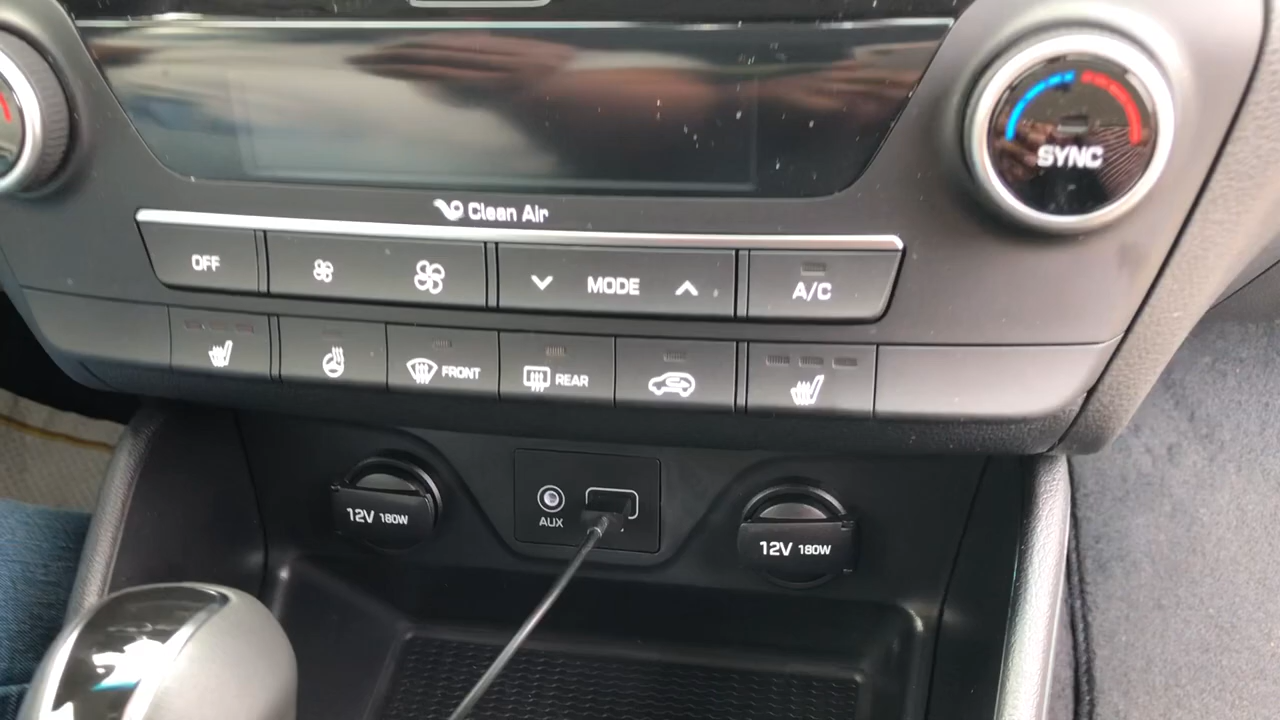 SYNC
Clean Air
OFF
MODE
A/C
FRONT
REAR
12V 180W
AUX
12V 180W